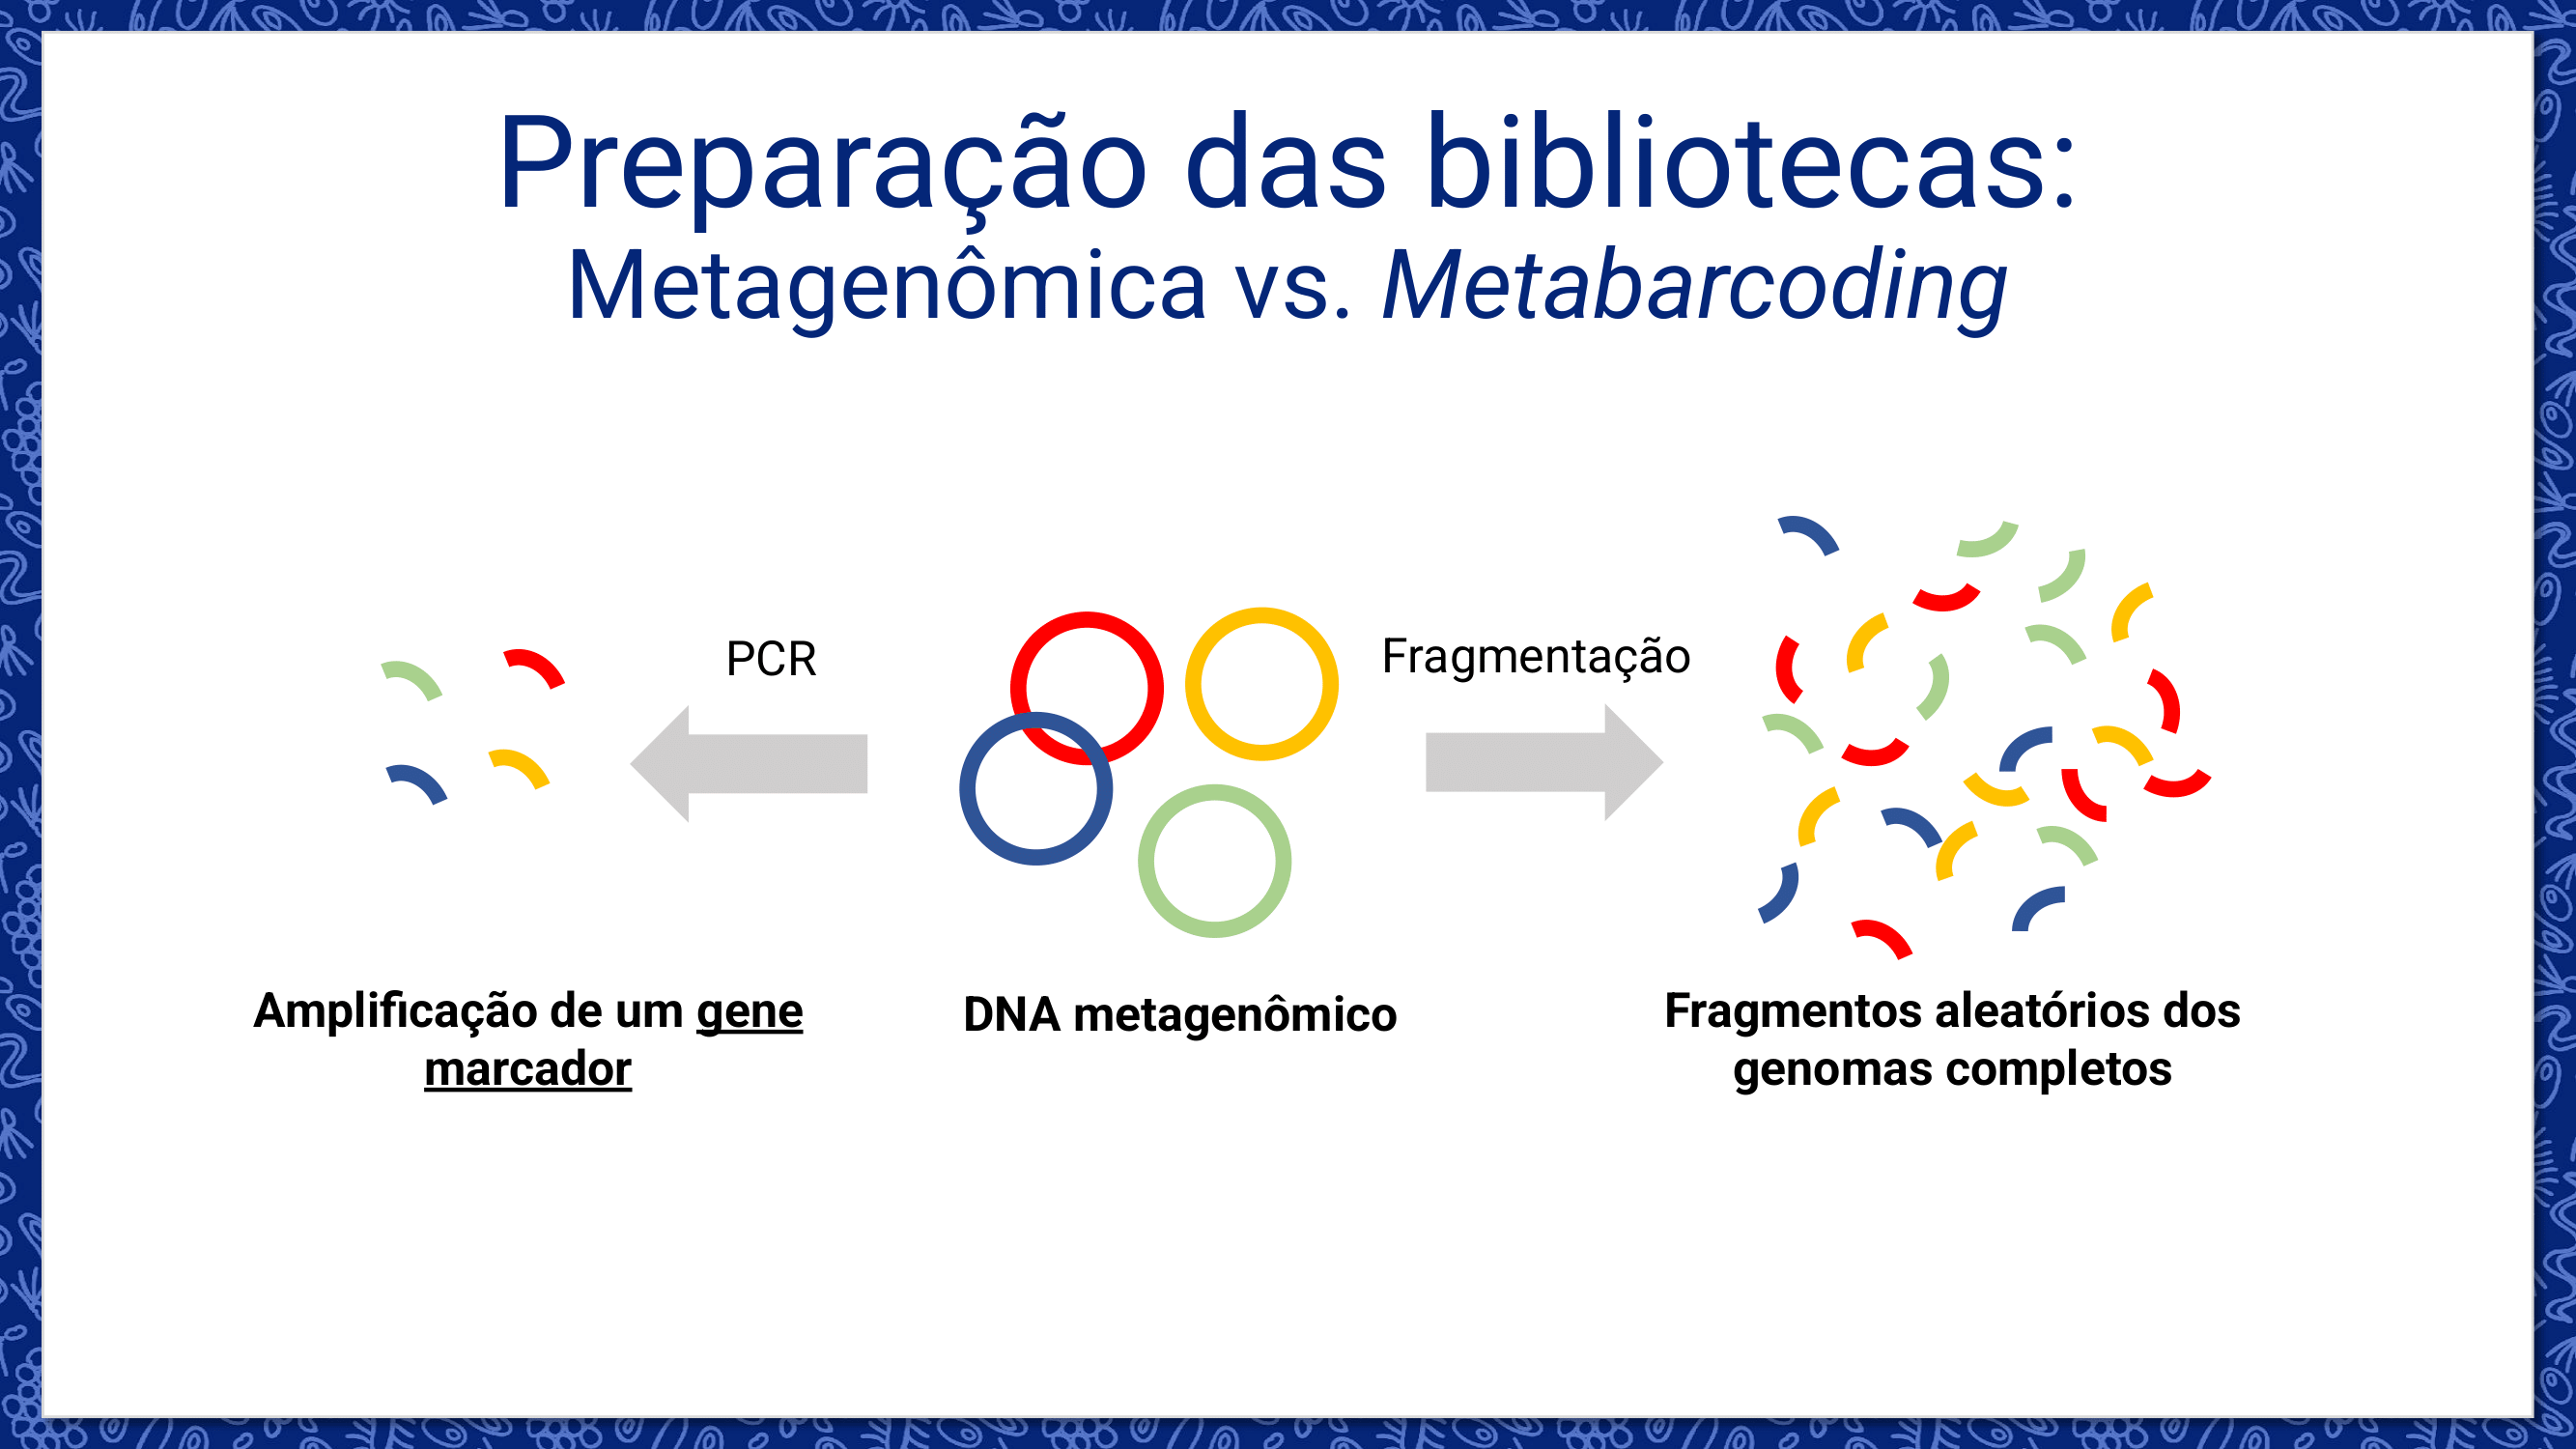 Preparação das bibliotecas:
Metagenômica vs. Metabarcoding
PCR
Fragmentação
Amplificação de um gene
marcador
DNA metagenômico
Fragmentos aleatórios dos
genomas completos